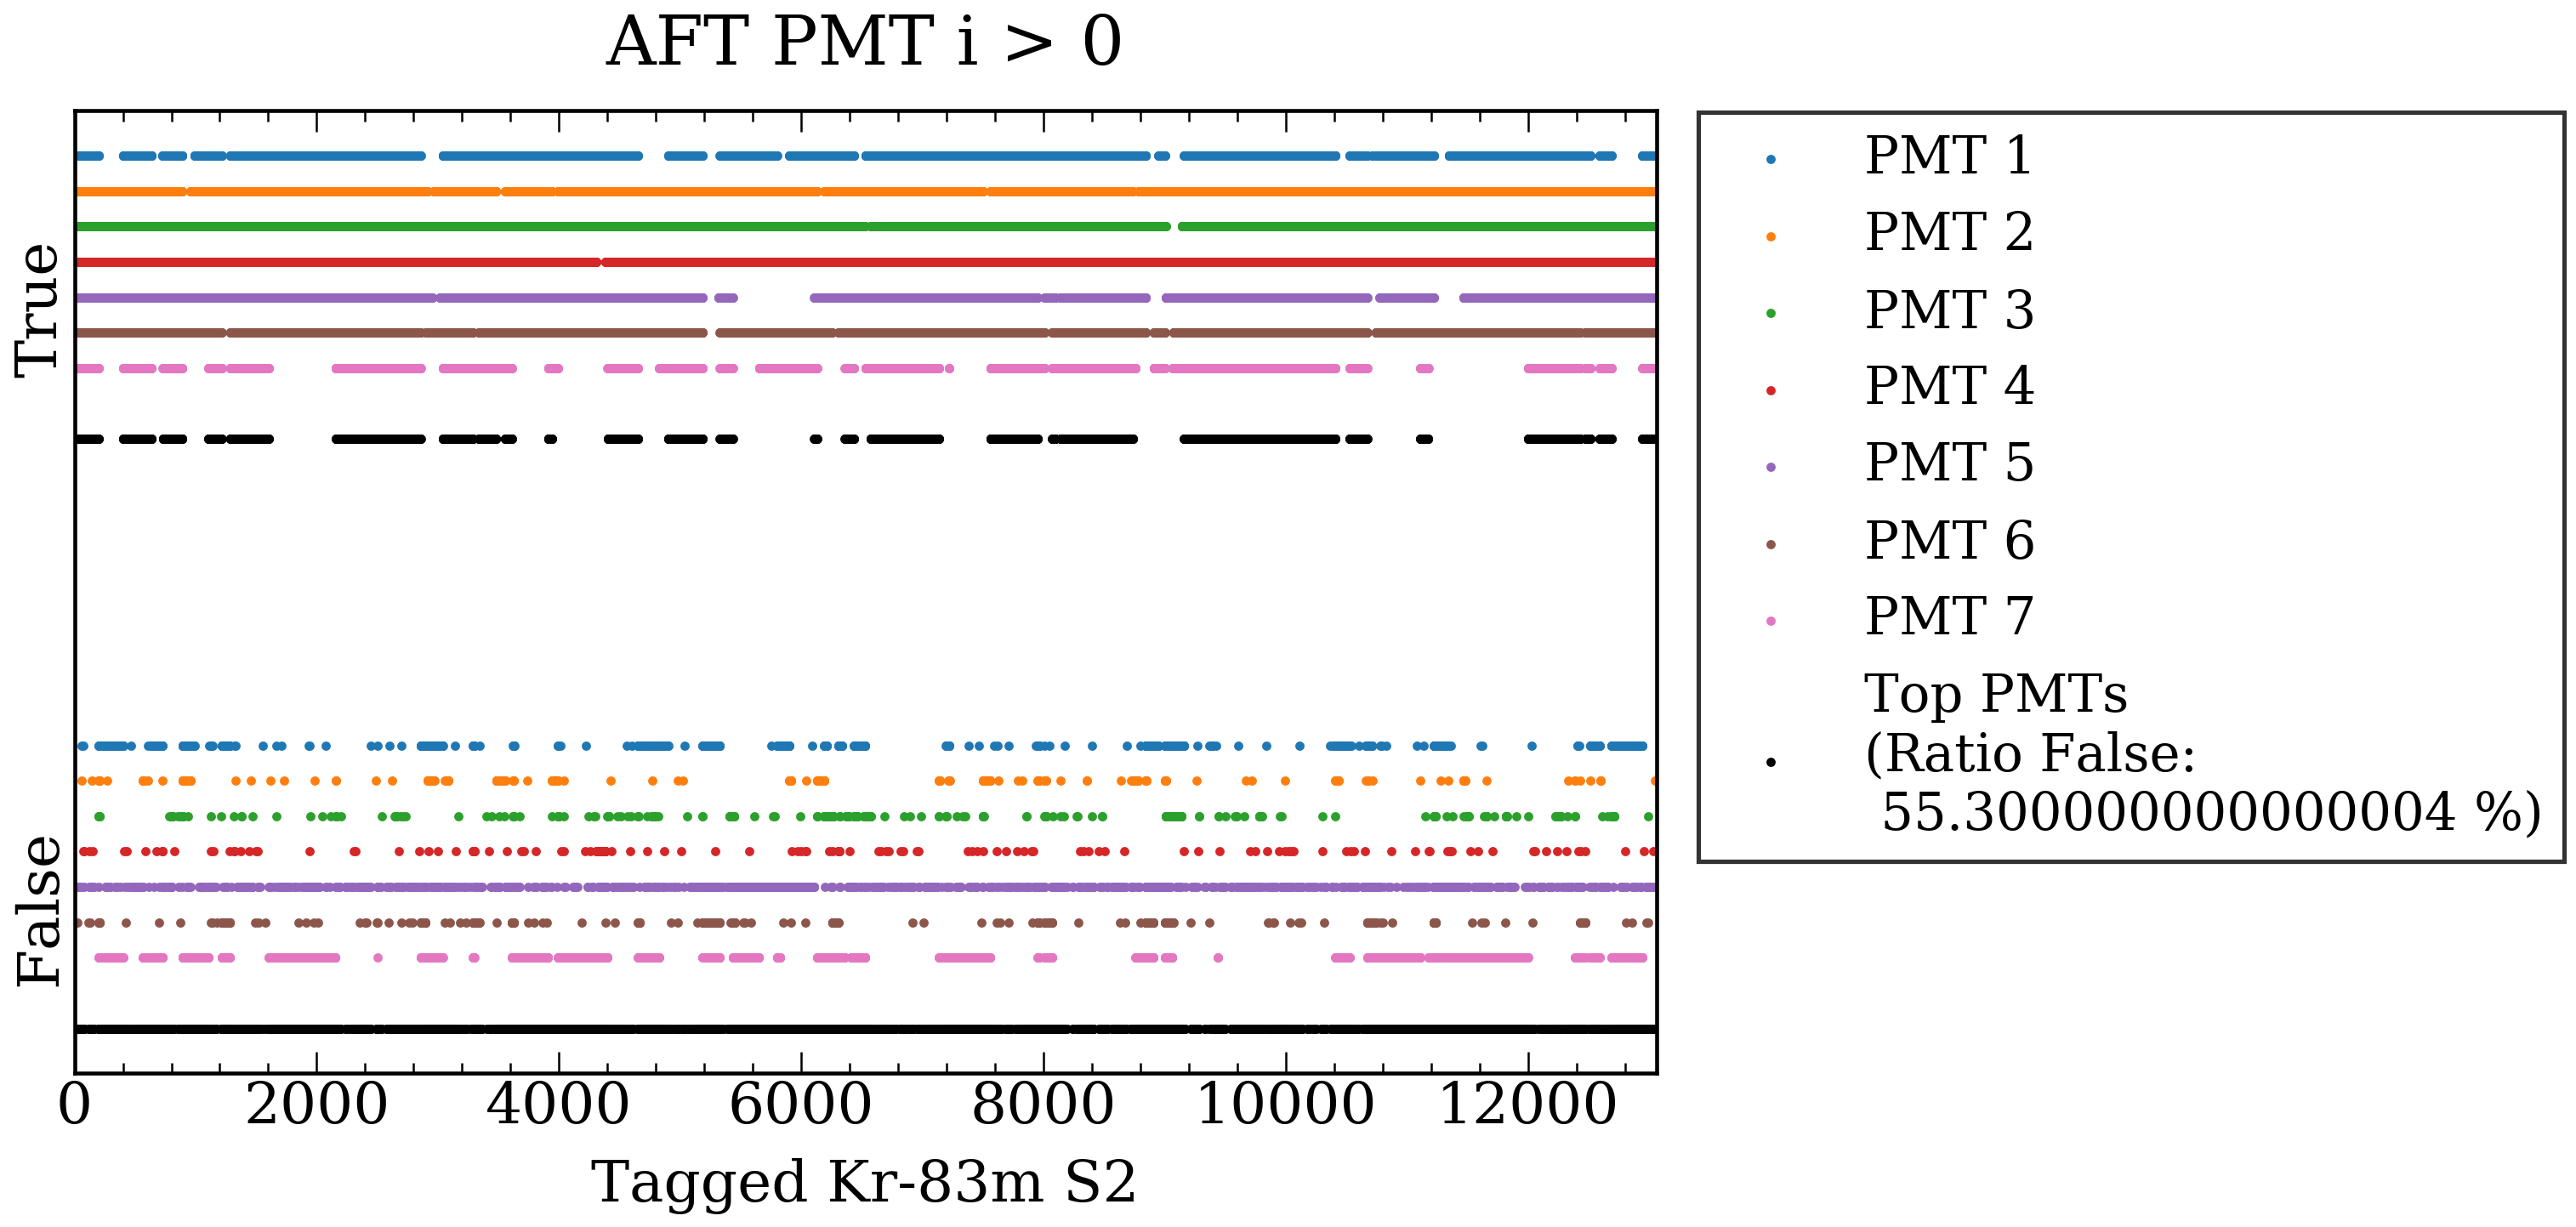 AFT PMT i > 0
True
False
0
2000
4000
6000
8000
10000
12000
Tagged Kr-83m S2
PMT 1
PMT 2
PMT 3
PMT 4
PMT 5
PMT 6
PMT 7
Top PMTs
(Ratio False:
55.300000000000004 %)